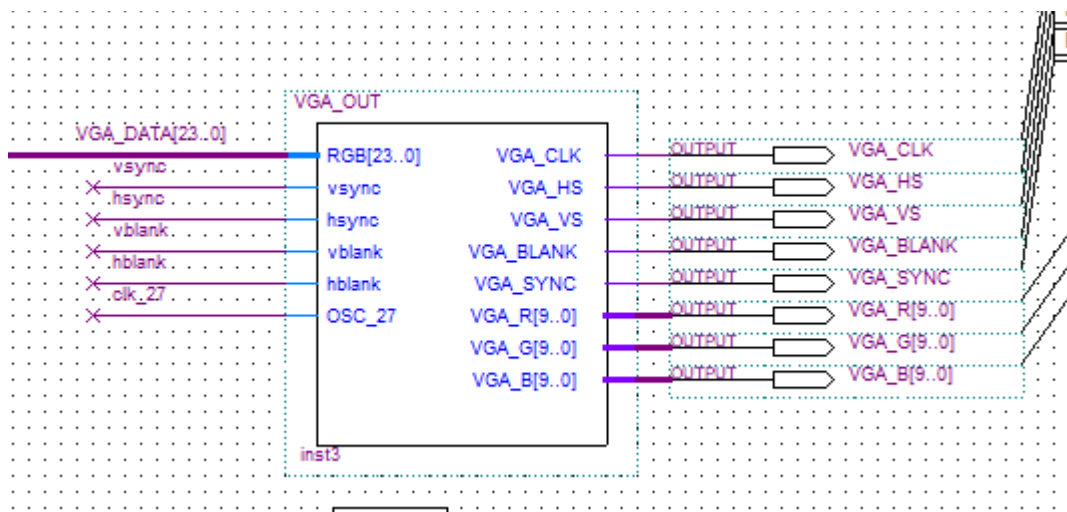 VGA_OUT
VGA_DATA[23..0]
vsync
hsync
vblank
hblank
clk_27
RGB[23..0]
vsync
hsync
vblank
hblank
OSC_27
VGA_CLK
VGA_HS
VGA_VS
VGA_BLANK
VGA_SYNC
VGA_R[9..0]
VGA_G[9..0]
VGA_B[9..0]
inst3
OUTPUT VGA_CLK
OUTPUT VGA_HS
OUTPUT VGA_VS
OUTPUT VGA_BLANK
OUTPUT VGA_SYNC
OUTPUT VGA_R[9..0]
OUTPUT VGA_G[9..0]
OUTPUT VGA_B[9..0]